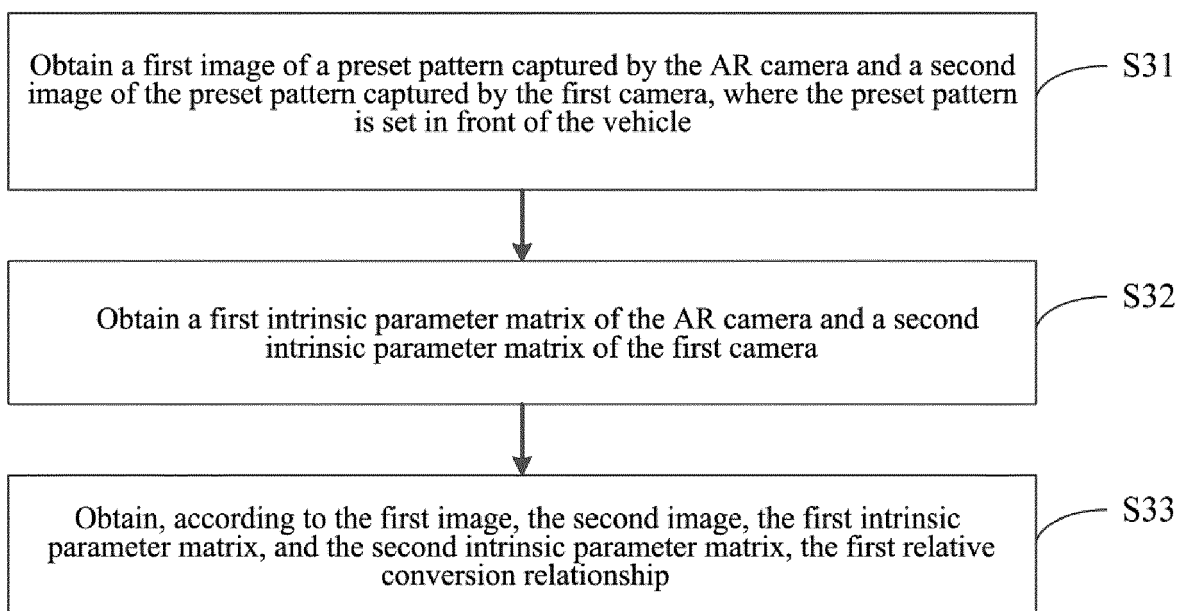 Obtain a first image of a preset pattern captured by the AR camera and a second
image of the preset pattern captured by the first camera, where the preset pattern
is set in front of the vehicle
S31
Obtain a first intrinsic parameter matrix of the AR camera and a second
intrinsic parameter matrix of the first camera
S32
Obtain, according to the first image, the second image, the first intrinsic
parameter matrix, and the second intrinsic parameter matrix, the first relative
conversion relationship
S33